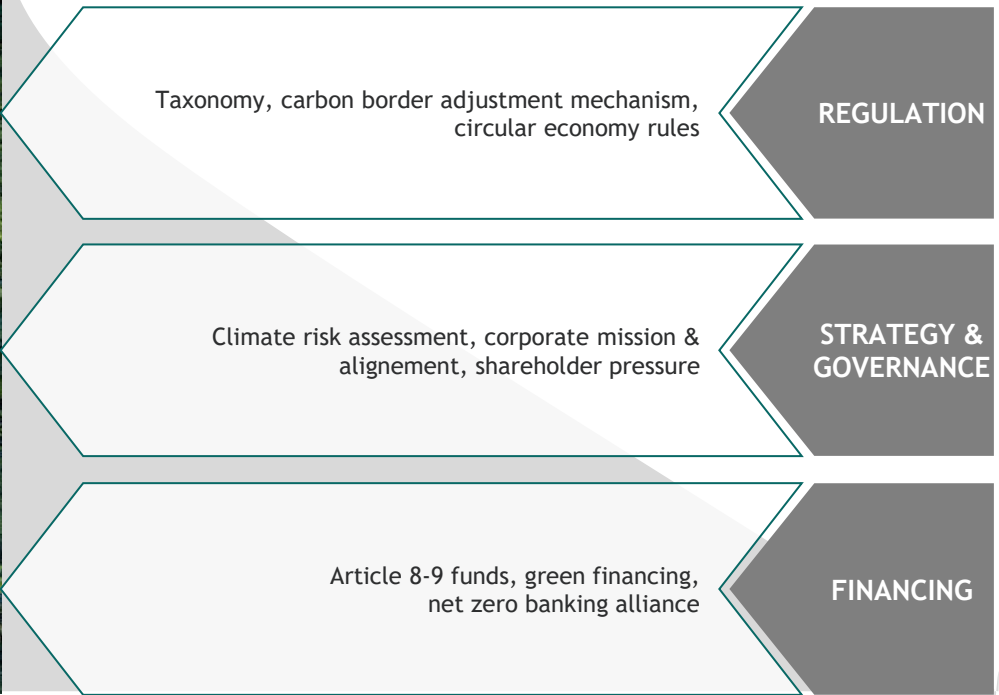 Taxonomy, carbon border adjustment mechanism,
circular economy rules
REGULATION
Climate risk assessment, corporate mission &
alignement, shareholder pressure
STRATEGY &
GOVERNANCE
Article 8-9 funds, green financing,
net zero banking alliance
FINANCING